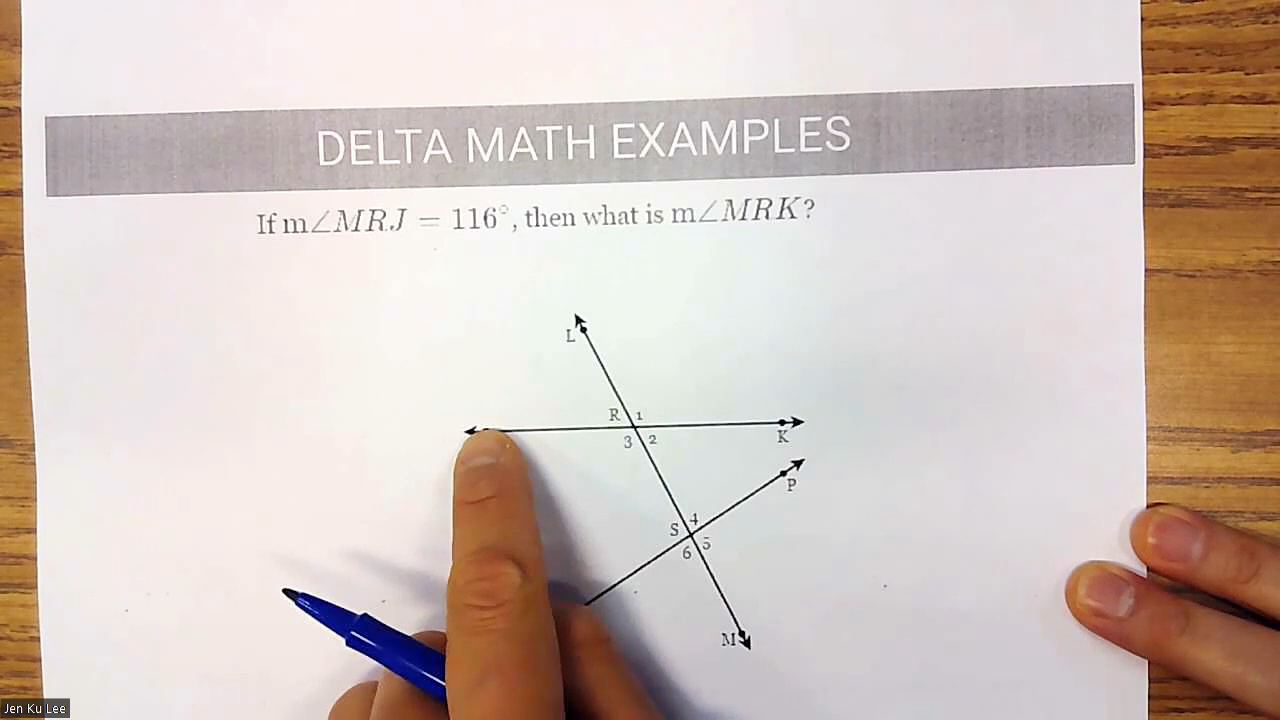 DELTA MATH EXAMPLES
If m∠MRJ = 116°, then what is m∠MRK?
L
R 1
3 2
K
P
S 4
5
6
M
Jen Ku Lee